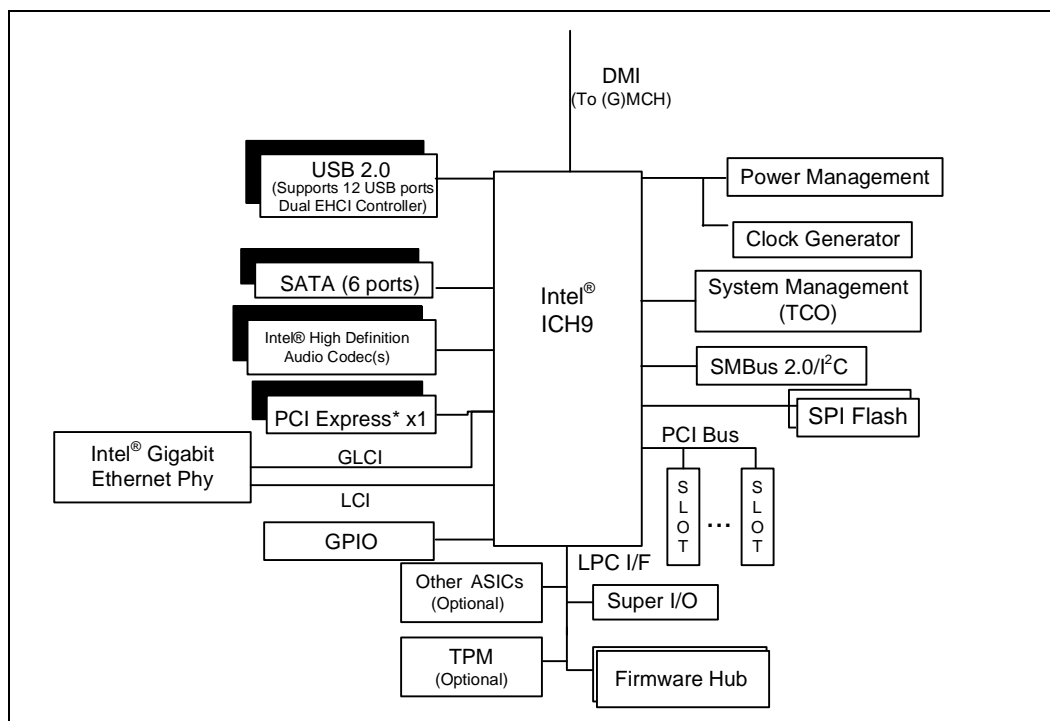 DMI
(To (G)MCH)
USB 2.0
(Supports 12 USB ports
Dual EHCI Controller)
Power Management
Clock Generator
SATA (6 ports)
Intel®
ICH9
System Management
(TCO)
Intel® High Definition
Audio Codec(s)
SMBus 2.0/I²C
PCI Express* x1
SPI Flash
Intel® Gigabit
Ethernet Phy
GLCI
PCI Bus
LCI
SLOT
...
SLOT
GPIO
LPC I/F
Other ASICs
(Optional)
Super I/O
TPM
(Optional)
Firmware Hub